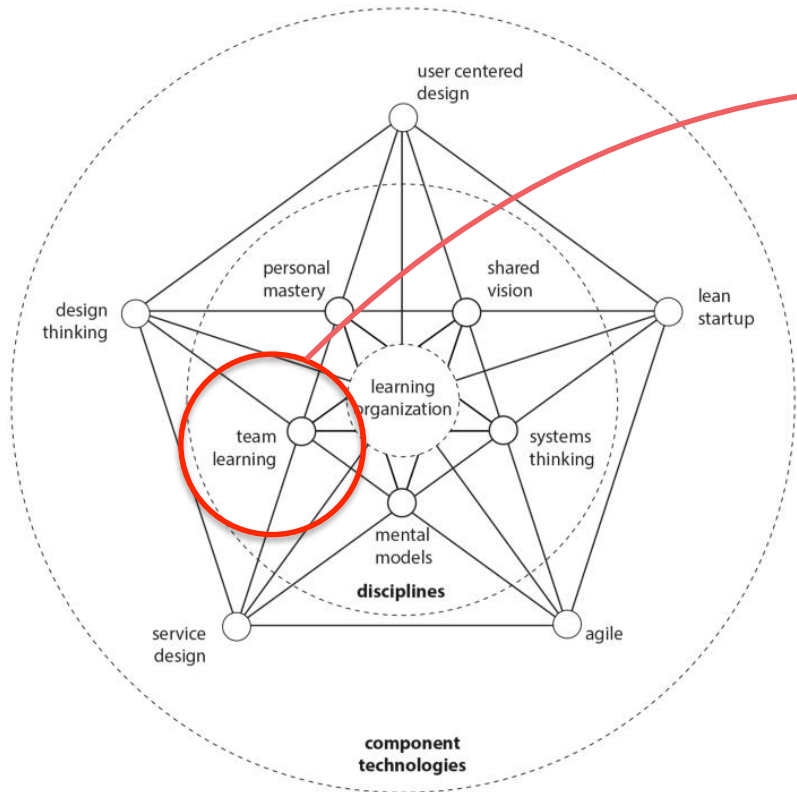 user centered
design
personal
mastery
shared
vision
design
thinking
lean
startup
learning
organization
team
learning
systems
thinking
mental
models
disciplines
service
design
agile
component
technologies